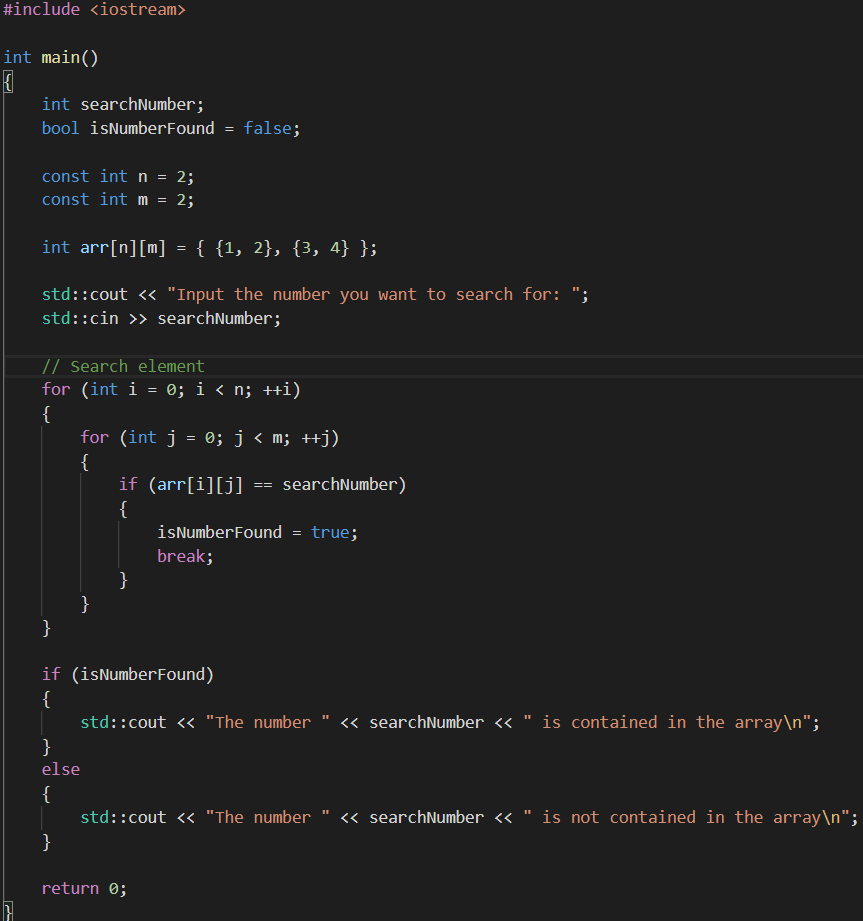 #include <iostream>

int main()
{
    int searchNumber;
    bool isNumberFound = false;

    const int n = 2;
    const int m = 2;

    int arr[n][m] = { {1, 2}, {3, 4} };

    std::cout << "Input the number you want to search for: ";
    std::cin >> searchNumber;

    // Search element
    for (int i = 0; i < n; ++i)
    {
        for (int j = 0; j < m; ++j)
        {
            if (arr[i][j] == searchNumber)
            {
                isNumberFound = true;
                break;
            }
        }
    }

    if (isNumberFound)
    {
        std::cout << "The number " << searchNumber << " is contained in the array\n";
    }
    else
    {
        std::cout << "The number " << searchNumber << " is not contained in the array\n";
    }

    return 0;
}